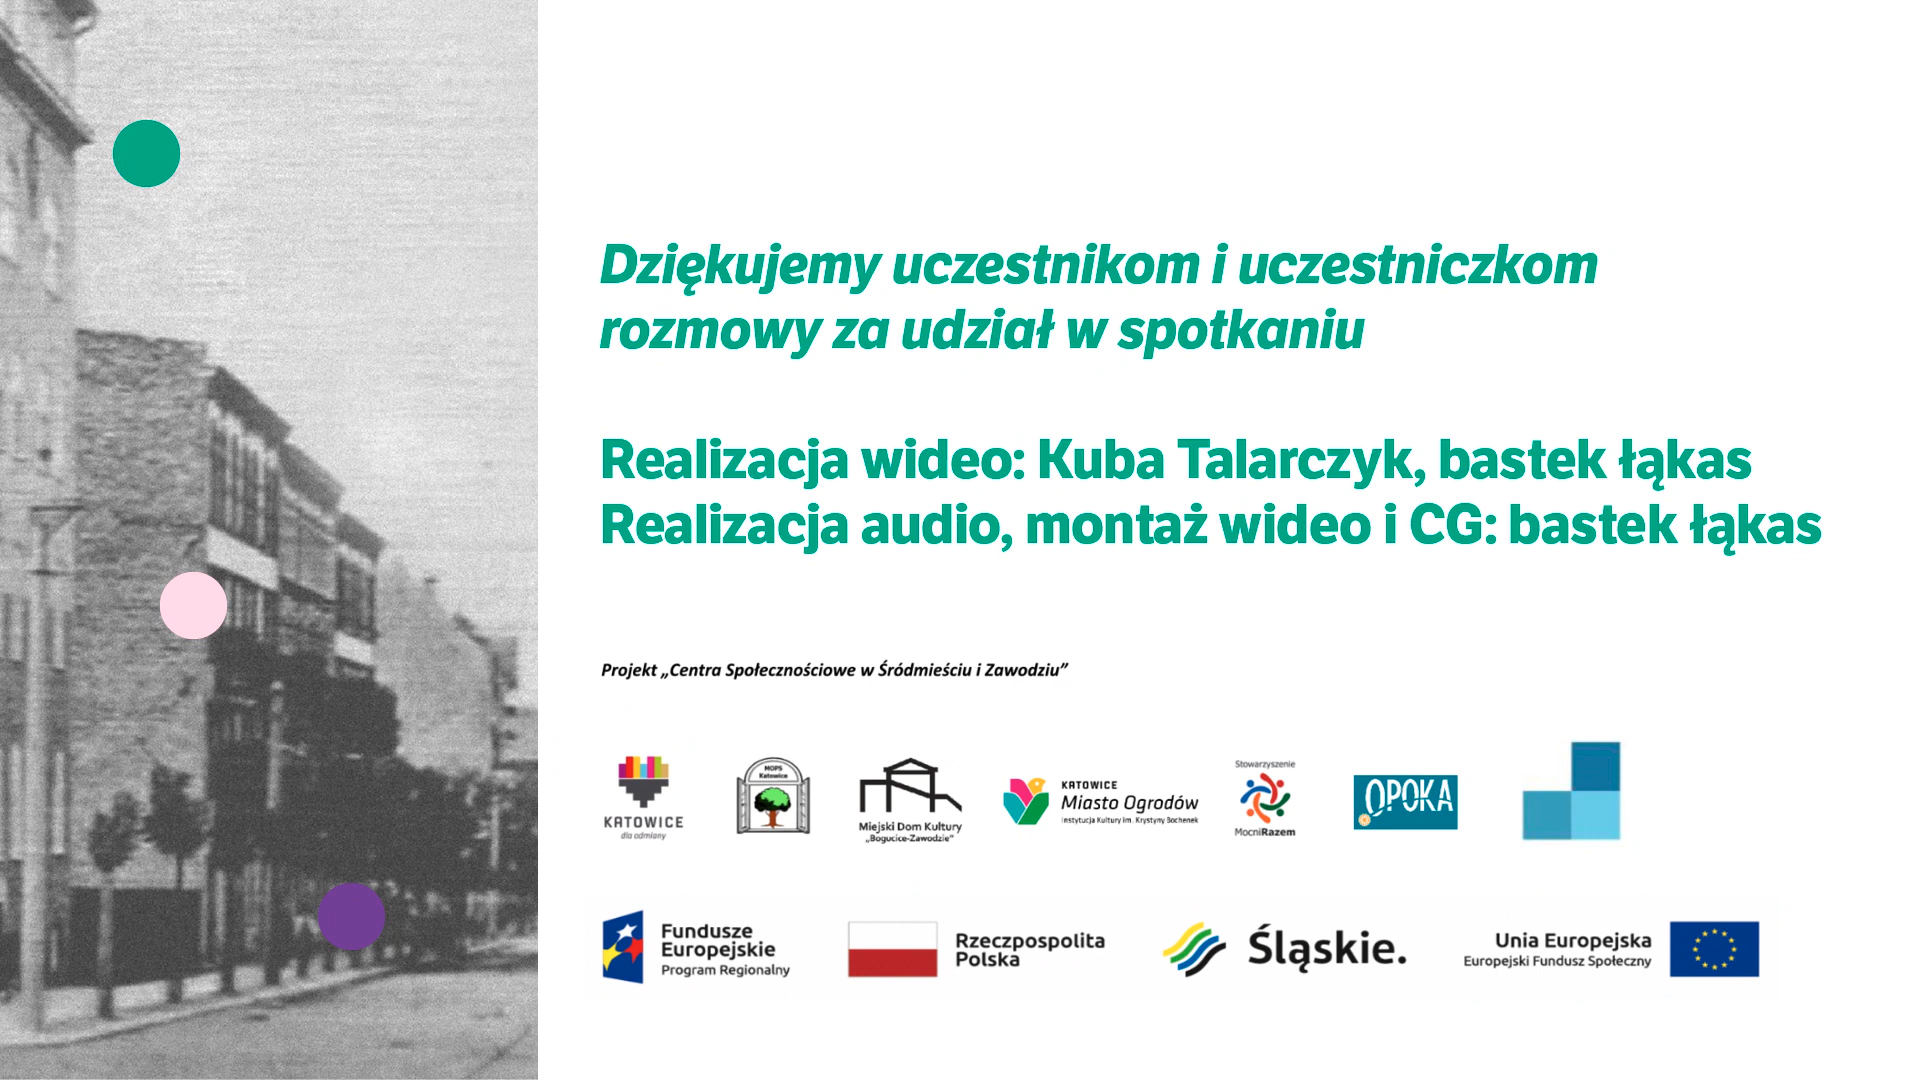 Dziękujemy uczestnikom i uczestniczkom
rozmowy za udział w spotkaniu
Realizacja wideo: Kuba Talarczyk, bastek łąkas
Realizacja audio, montaż wideo i CG: bastek łąkas
Projekt „Centra Społecznościowe w Śródmieściu i Zawodziu”
KATOWICE
dla odmiany
MOPS
Katowice
Miejski Dom Kultury
„Bogucice-Zawodzie”
KATOWICE
Miasto Ogrodów
Instytucja Kultury im. Krystyny Bochenek
Stowarzyszenie
MocniRazem
OPOKA
Fundusze
Europejskie
Program Regionalny
Rzeczpospolita
Polska
Śląskie.
Unia Europejska
Europejski Fundusz Społeczny